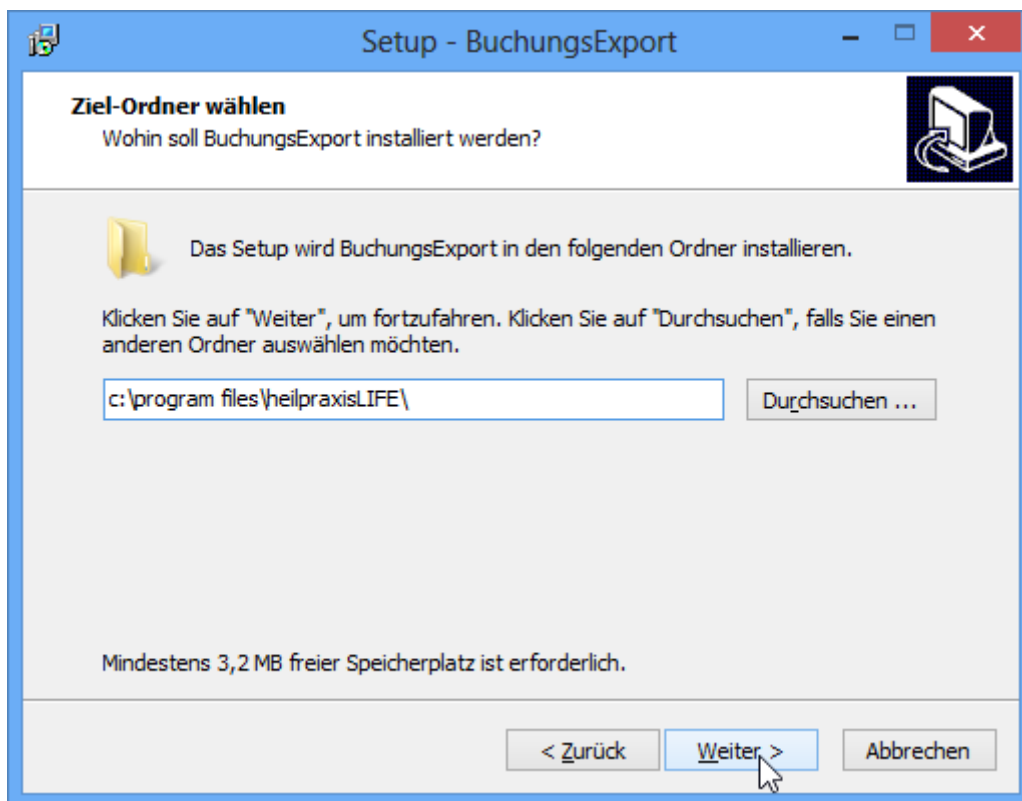 Setup - BuchungsExport
Ziel-Ordner wählen
Wohin soll BuchungsExport installiert werden?
Das Setup wird BuchungsExport in den folgenden Ordner installieren.
Klicken Sie auf "Weiter", um fortzufahren. Klicken Sie auf "Durchsuchen", falls Sie einen
anderen Ordner auswählen möchten.
c:\program files\heilpraxisLIFE\
Durchsuchen ...
Mindestens 3,2 MB freier Speicherplatz ist erforderlich.
< Zurück
Weiter >
Abbrechen